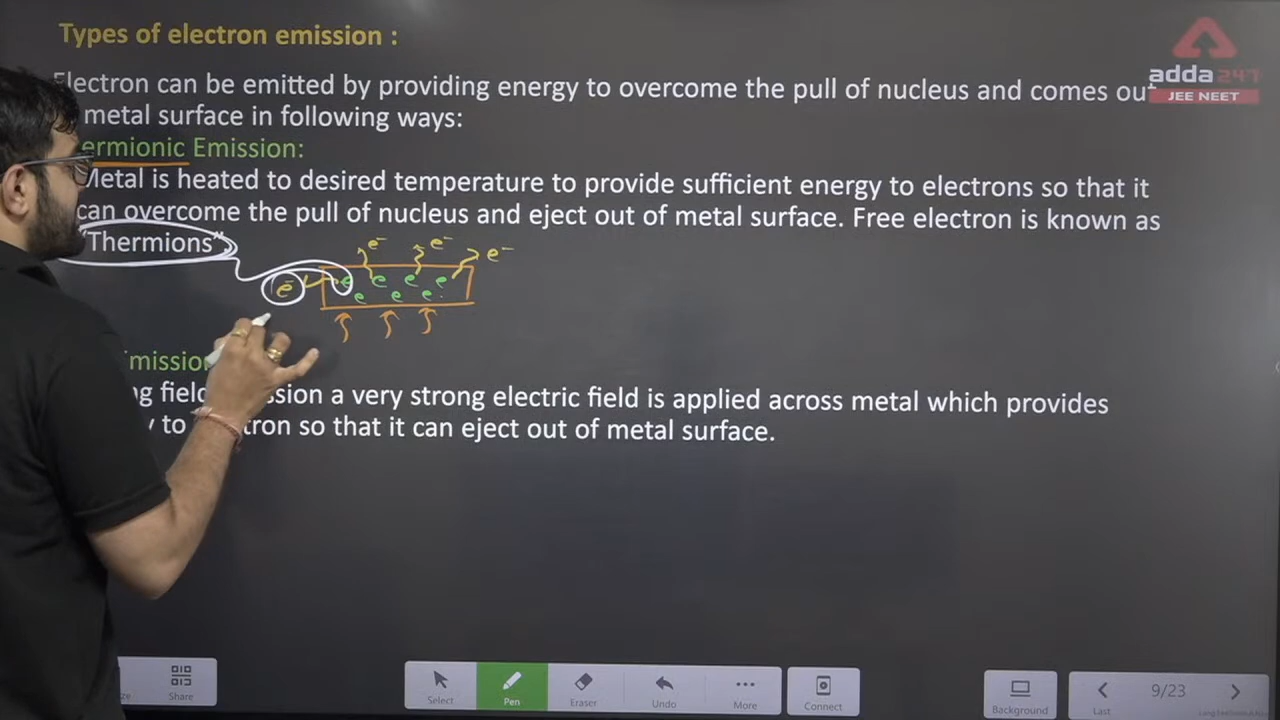 Types of electron emission :
Electron can be emitted by providing energy to overcome the pull of nucleus and comes out
metal surface in following ways:
ermionic Emission:
Metal is heated to desired temperature to provide sufficient energy to electrons so that it
can overcome the pull of nucleus and eject out of metal surface. Free electron is known as
“Thermions”
e⁻ e⁻ e⁻
e e e e e
e e e
field a very strong electric field is applied across metal which provides
to so that it can eject out of metal surface.
adda 247
JEE NEET
Share
Select
Pen
Eraser
Undo
More
Connect
Background
Last
9/23